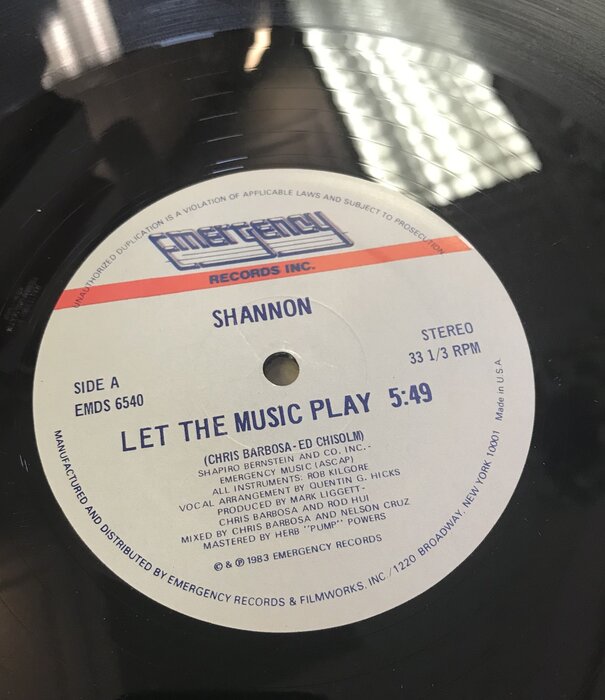 UNAUTHORIZED DUPLICATION IS A VIOLATION OF APPLICABLE LAWS AND SUBJECT TO PROSECUTION
Emergency
RECORDS INC.
SHANNON
SIDE A
EMDS 6540
STEREO
33 1/3 RPM
LET THE MUSIC PLAY 5:49
(CHRIS BARBOSA-ED CHISOLM)
SHAPIRO BERNSTEIN AND CO. INC.-
EMERGENCY MUSIC (ASCAP)
ALL INSTRUMENTS: ROB KILGORE
VOCAL ARRANGEMENT BY QUENTIN G. HICKS
PRODUCED BY MARK LIGGETT-
CHRIS BARBOSA AND ROD HUI
MIXED BY CHRIS BARBOSA AND NELSON CRUZ
MASTERED BY HERB "PUMP" POWERS
© & ℗ 1983 EMERGENCY RECORDS
MANUFACTURED AND DISTRIBUTED BY EMERGENCY RECORDS & FILMWORKS, INC./1220 BROADWAY, NEW YORK 10001 Made in U S A